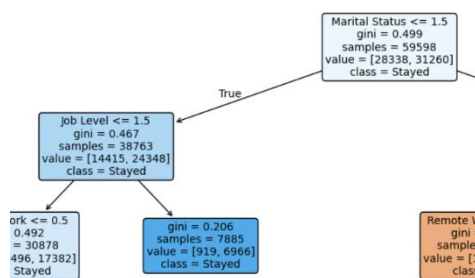 Marital Status <= 1.5
gini = 0.499
samples = 59598
value = [28338, 31260]
class = Stayed
True
Job Level <= 1.5
gini = 0.467
samples = 38763
value = [14415, 24348]
class = Stayed
ork <= 0.5
0.492
= 30878
496, 17382]
Stayed
gini = 0.206
samples = 7885
value = [919, 6966]
class = Stayed
Remote W
gini
sample
value = [
class